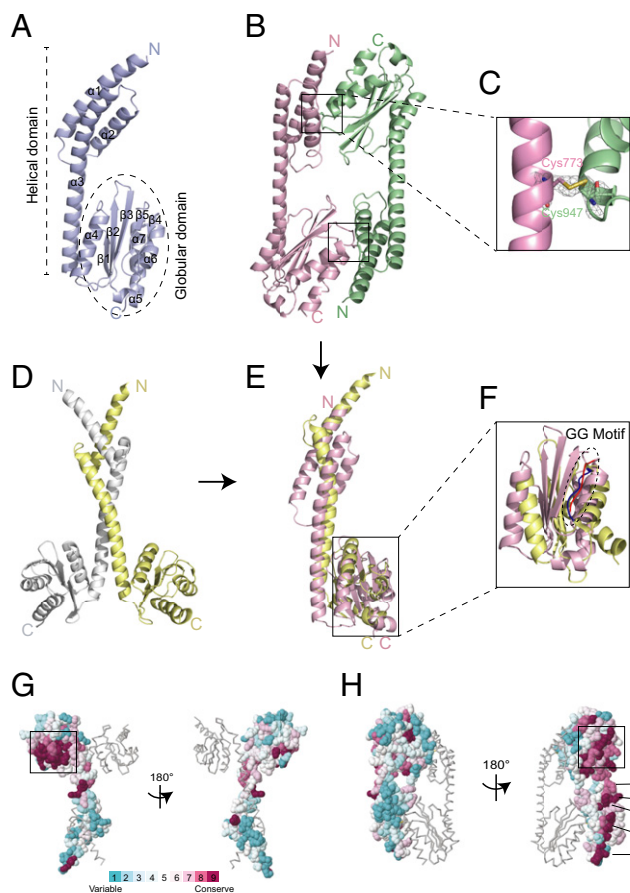 A
N
Helical domain
α1
α2
α3
β3
β5
β4
α4
β2
α7
β1
α6
α5
C
Globular domain
B
N
C
C
N
C
Cys773
Cys947
D
N
N
C
C
E
N
N
C C
F
GG Motif
G
180°
H
180°
1 2 3 4 5 6 7 8 9
Variable Conserve